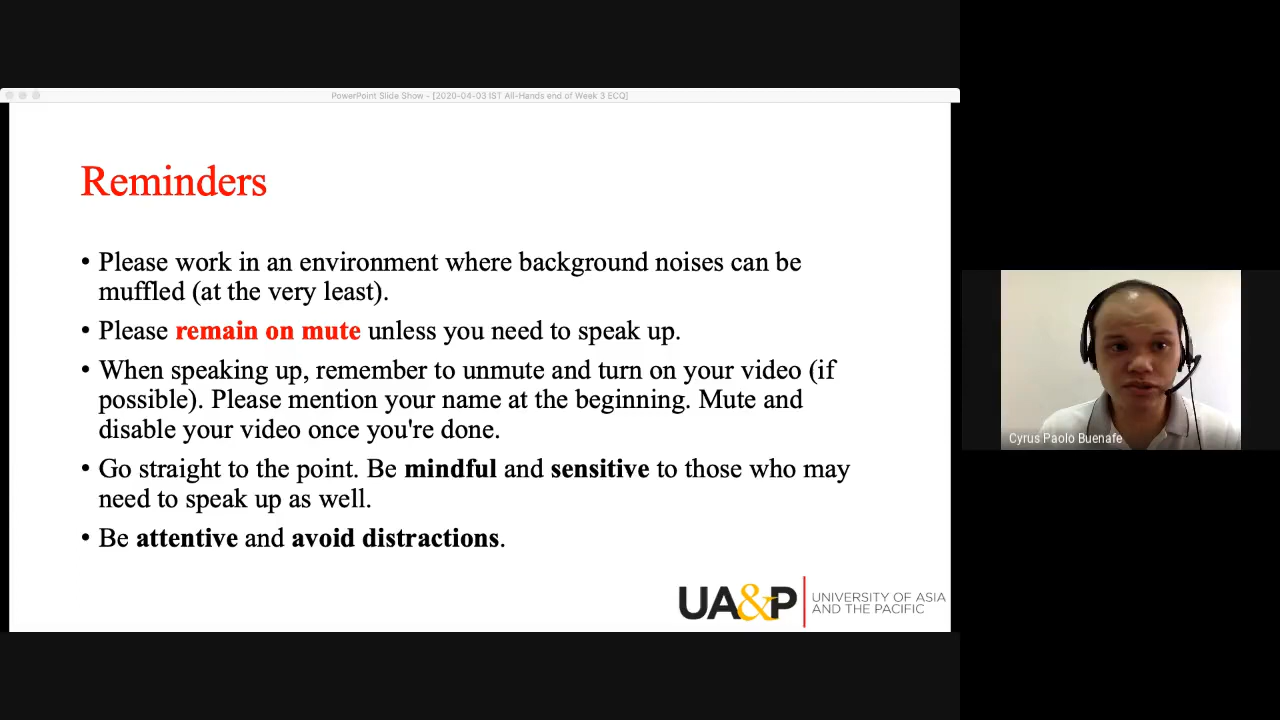 PowerPoint Slide Show - [2020-04-03 IST All-Hands end of Week 3 ECQ]
Reminders
• Please work in an environment where background noises can be
muffled (at the very least).
• Please remain on mute unless you need to speak up.
• When speaking up, remember to unmute and turn on your video (if
possible). Please mention your name at the beginning. Mute and
disable your video once you're done.
• Go straight to the point. Be mindful and sensitive to those who may
need to speak up as well.
• Be attentive and avoid distractions.
UA&P
UNIVERSITY OF ASIA
AND THE PACIFIC
Cyrus Paolo Buenafe